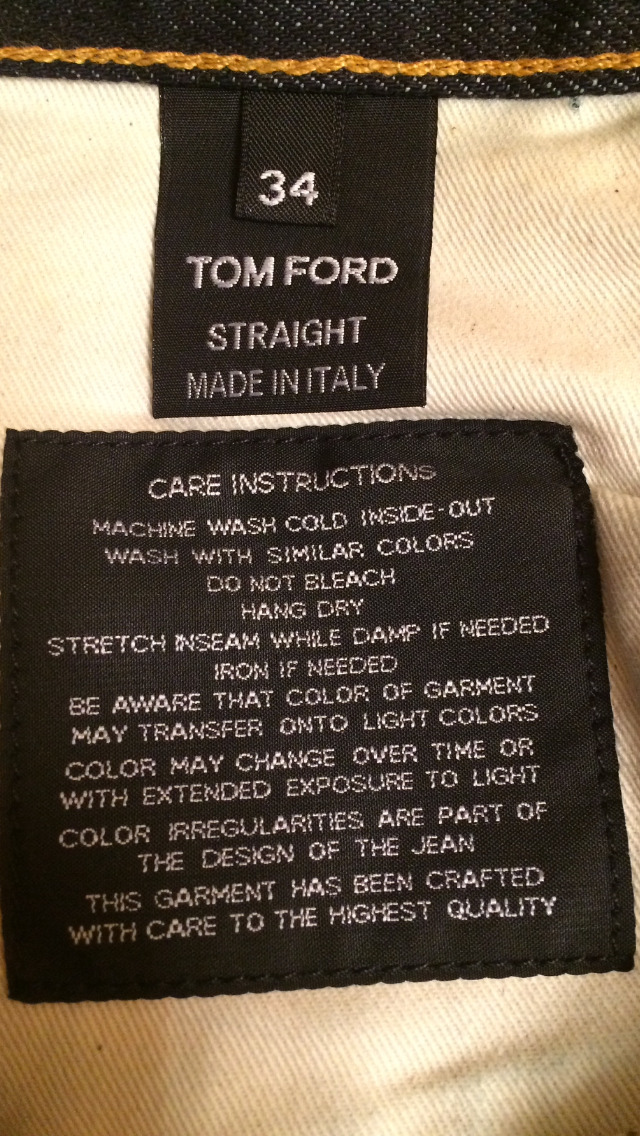 34
TOM FORD
STRAIGHT
MADE IN ITALY
CARE INSTRUCTIONS
MACHINE WASH COLD INSIDE-OUT
WASH WITH SIMILAR COLORS
DO NOT BLEACH
HANG DRY
STRETCH INSEAM WHILE DAMP IF NEEDED
IRON IF NEEDED
BE AWARE THAT COLOR OF GARMENT
MAY TRANSFER ONTO LIGHT COLORS
COLOR MAY CHANGE OVER TIME OR
WITH EXTENDED EXPOSURE TO LIGHT
COLOR IRREGULARITIES ARE PART OF
THE DESIGN OF THE JEAN
THIS GARMENT HAS BEEN CRAFTED
WITH CARE TO THE HIGHEST QUALITY